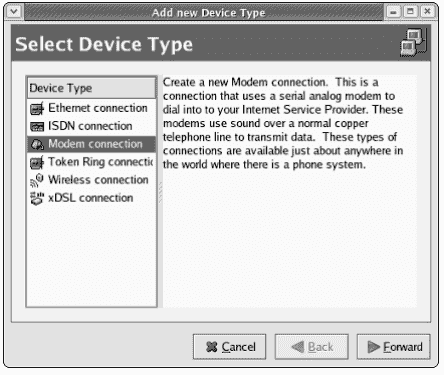 Add new Device Type
Select Device Type
Device Type
Ethernet connection
ISDN connection
Modem connection
Token Ring connectic
Wireless connection
xDSL connection
Create a new Modem connection. This is a
connection that uses a serial analog modem to
dial into to your Internet Service Provider. These
modems use sound over a normal copper
telephone line to transmit data. These types of
connections are available just about anywhere in
the world where there is a phone system.
Cancel
Back
Forward